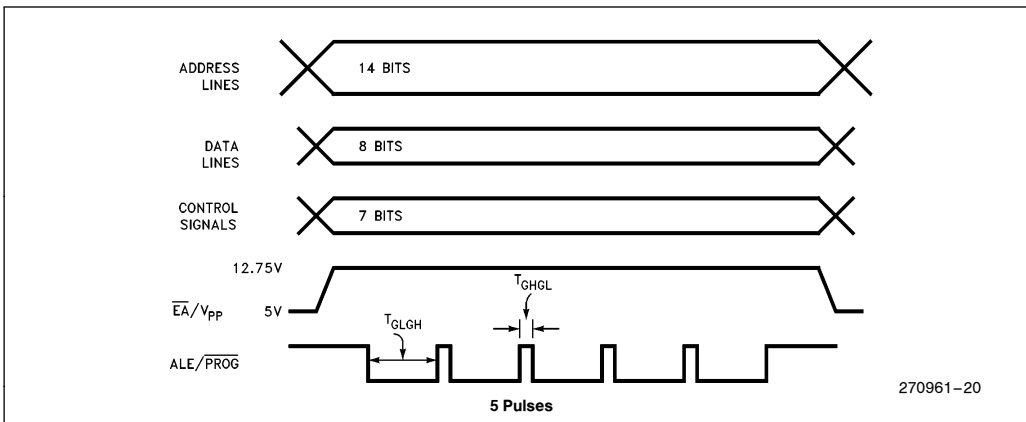 ADDRESS
LINES
14 BITS
DATA
LINES
8 BITS
CONTROL
SIGNALS
7 BITS
12.75V
EA/VPP
5V
TGHGL
TGLGH
ALE/PROG
5 Pulses
270961–20